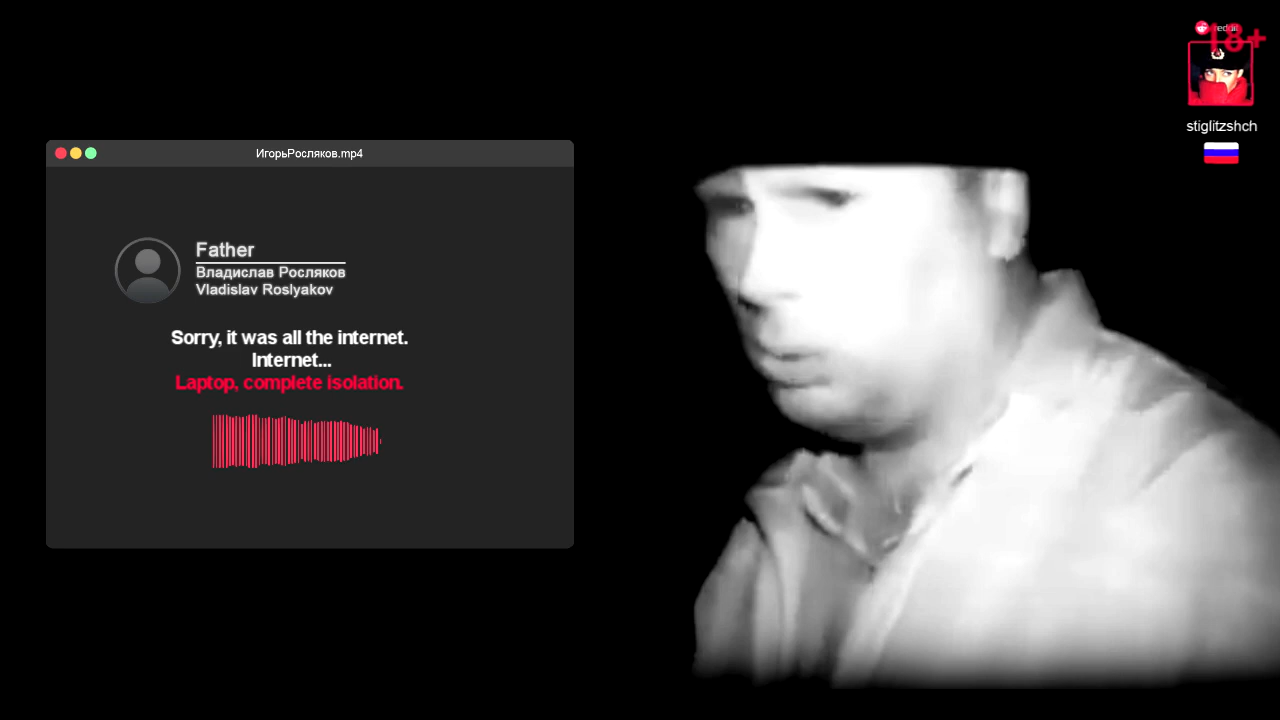 ИгорьРосляков.mp4
Father
Владислав Росляков
Vladislav Roslyakov
Sorry, it was all the internet.
Internet...
Laptop, complete isolation.
reddit
18+
stiglitzshch